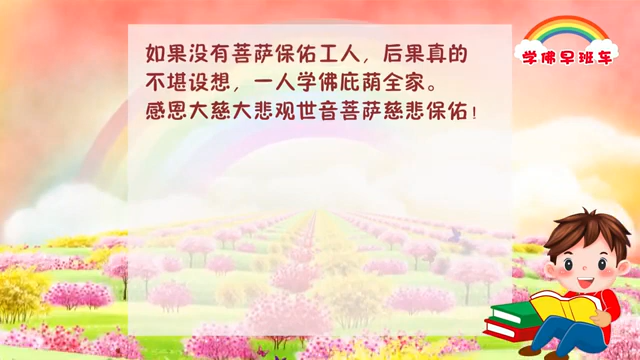 如果没有菩萨保佑工人，后果真的
不堪设想，一人学佛庇荫全家。
感恩大慈大悲观世音菩萨慈悲保佑！
学佛早班车